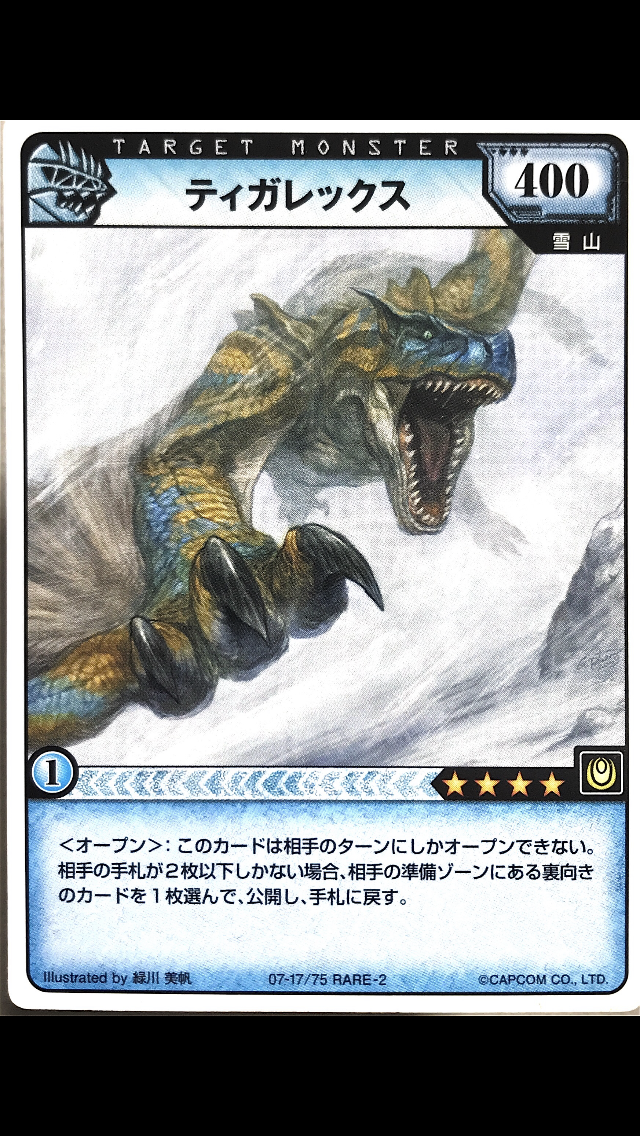 TARGET MONSTER
ティガレックス
400
雪山
1
<オープン>：このカードは相手のターンにしかオープンできない。
相手の手札が２枚以下しかない場合、相手の準備ゾーンにある裏向き
のカードを１枚選んで、公開し、手札に戻す。
Illustrated by 緑川 美帆
07-17/75 RARE-2
©CAPCOM CO., LTD.